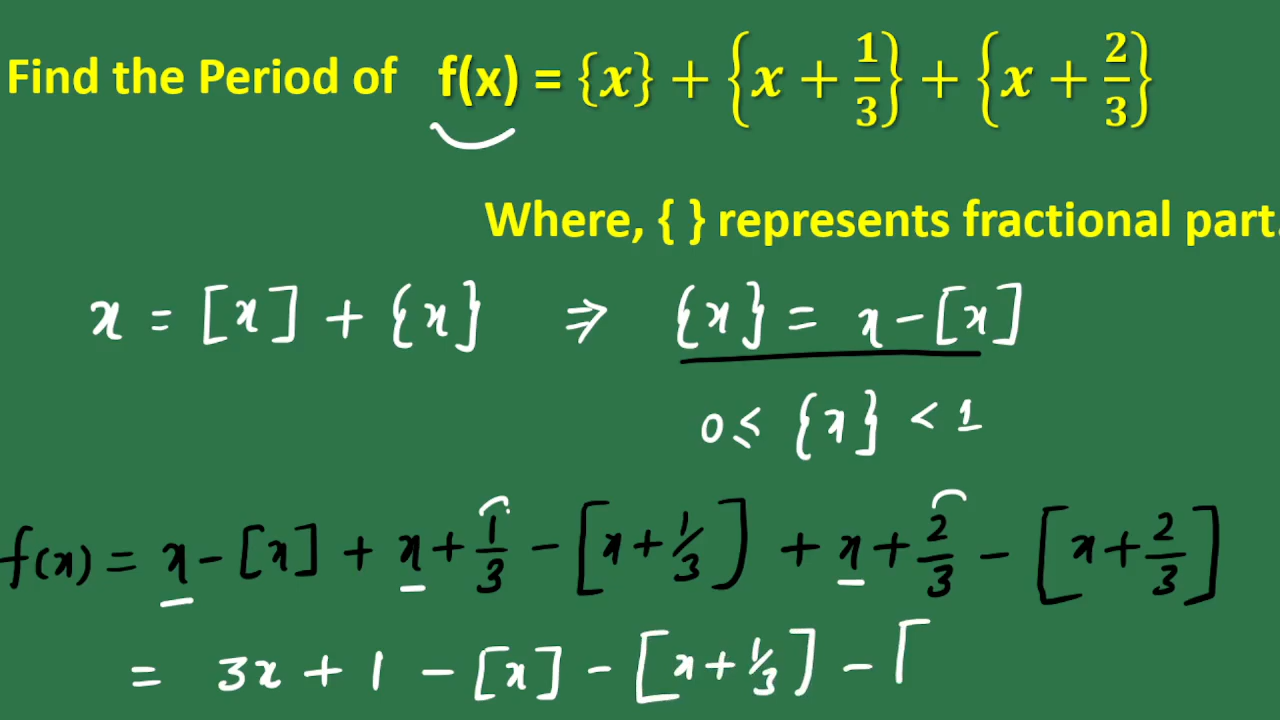 Find the Period of f(x) = {x} + {x + 1/3} + {x + 2/3}
Where, { } represents fractional part.
x = [x] + {x} ⇒ {x} = x - [x]
0 ≤ {x} < 1
f(x) = x - [x] + x + 1/3 - [x + 1/3] + x + 2/3 - [x + 2/3]
= 3x + 1 - [x] - [x + 1/3] - [